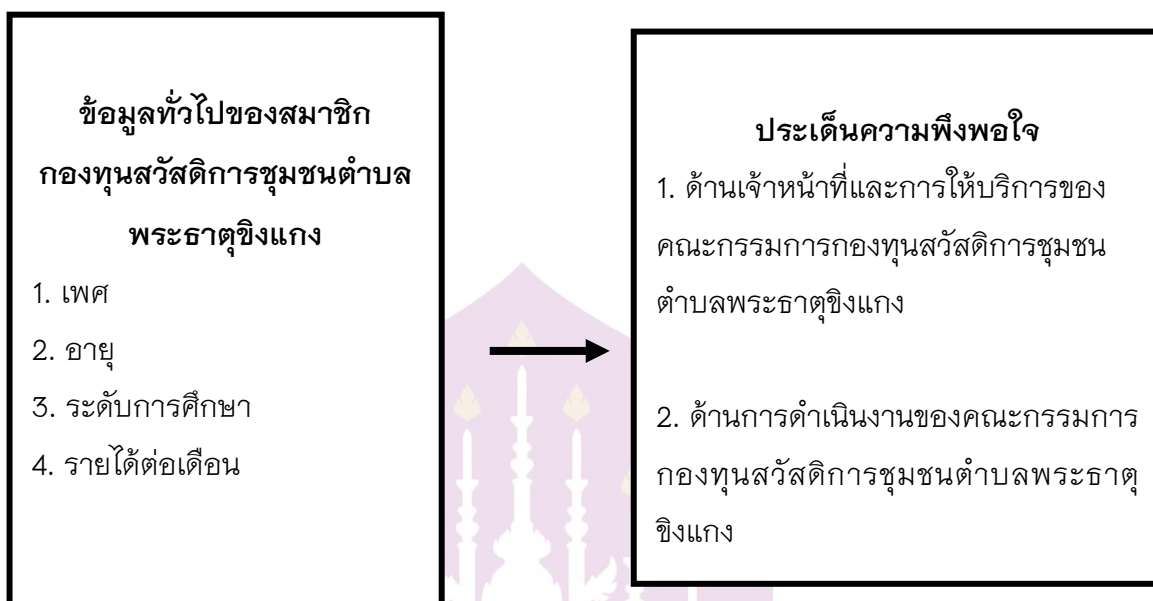 ข้อมูลทั่วไปของสมาชิก
กองทุนสวัสดิการชุมชนตำบล
พระธาตุขิงแกง
1. เพศ
2. อายุ
3. ระดับการศึกษา
4. รายได้ต่อเดือน
ประเด็นความพึงพอใจ
1. ด้านเจ้าหน้าที่และการให้บริการของ
คณะกรรมการกองทุนสวัสดิการชุมชน
ตำบลพระธาตุขิงแกง
2. ด้านการดำเนินงานของคณะกรรมการ
กองทุนสวัสดิการชุมชนตำบลพระธาตุ
ขิงแกง